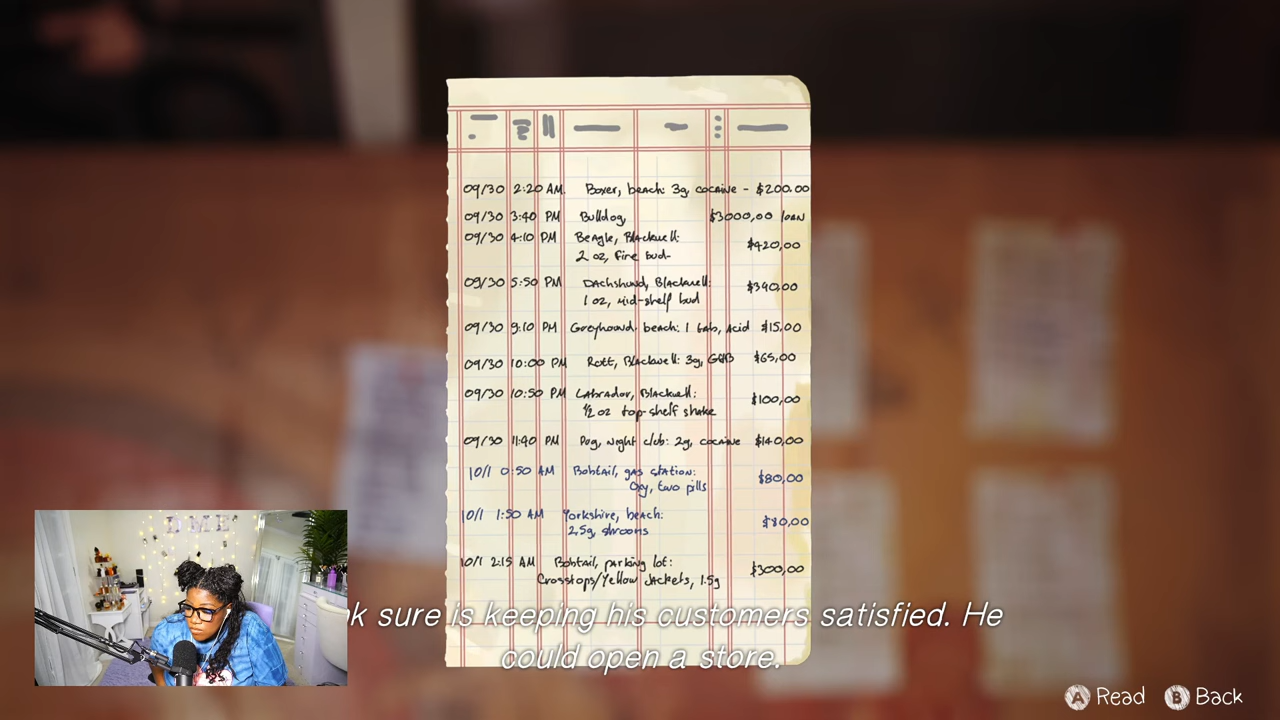 09/30 2:20 AM. Boxer, beach: 3g, cocaine - $200.00
09/30 3:40 PM Bulldog, $3000,00 loan
09/30 4:10 PM Beagle, Blackwell: $420,00
2 oz, fire bud-
09/30 5:50 PM Dachshund, Blackwell: $340,00
1 oz, mid-shelf bud
09/30 9:10 PM Greyhound, beach: 1 tab, acid $15,00
09/30 10:00 PM Rott, Blackwell: 3g, GHB $65,00
09/30 10:50 PM Labrador, Blackwell: $100,00
1/2 oz top-shelf shake
09/30 11:40 PM Pug, night club: 2g, cocaine $140,00
10/1 0:50 AM Bobtail, gas station: $80,00
Oxy, two pills
10/1 1:50 AM Yorkshire, beach:
2,5g, shrooms
10/1 2:15 AM Bobtail, parking lot: $300,00
Crosstops/Yellow Jackets, 1.5g
sure is keeping his customers satisfied. He
could open a store.
DME
A Read B Back